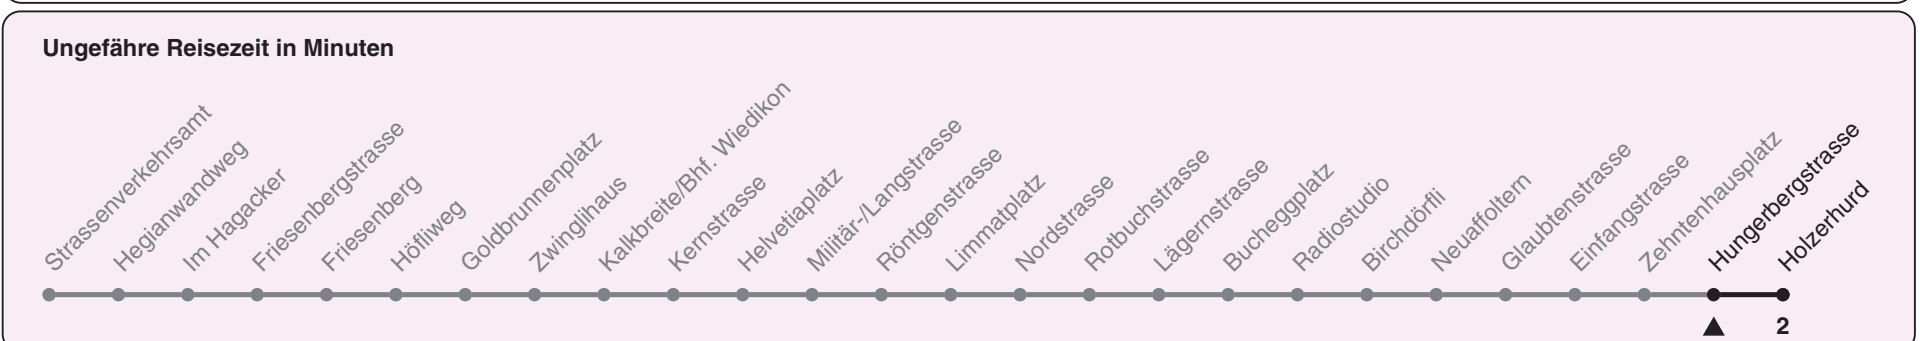 Ungefähre Reisezeit in Minuten
Strassenverkehrsamt
Hegianwandweg
Im Hagacker
Friesenbergstrasse
Friesenberg
Höfliweg
Goldbrunnenplatz
Zwinglihaus
Kalkbreite/Bhf. Wiedikon
Kernstrasse
Helvetiaplatz
Militär-/Langstrasse
Röntgenstrasse
Limmatplatz
Nordstrasse
Rotbuchstrasse
Lägernstrasse
Bucheggplatz
Radiostudio
Birchdörfli
Neuaffoltern
Glaubtenstrasse
Einfangstrasse
Zehntenhausplatz
Hungerbergstrasse
Holzerhurd
2